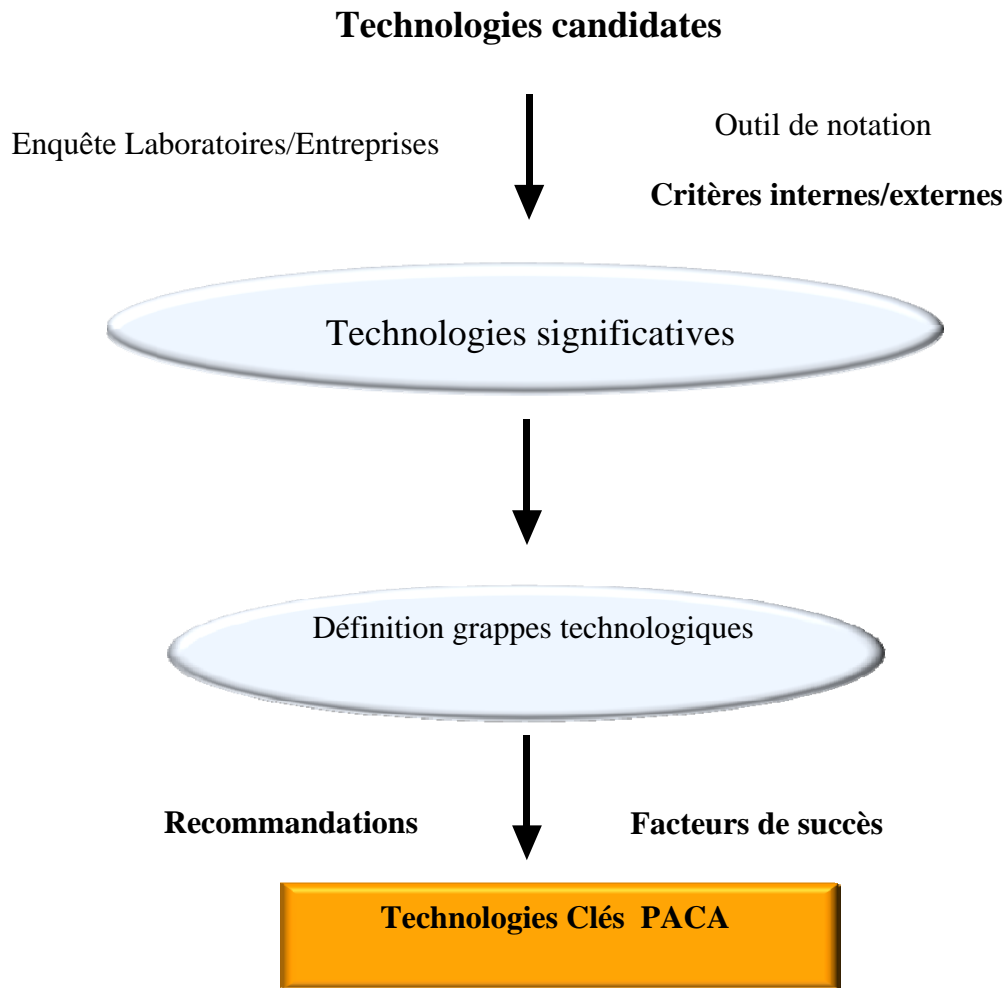 Technologies candidates
Enquête Laboratoires/Entreprises
Outil de notation
Critères internes/externes
Technologies significatives
Définition grappes technologiques
Recommandations
Facteurs de succès
Technologies Clés PACA